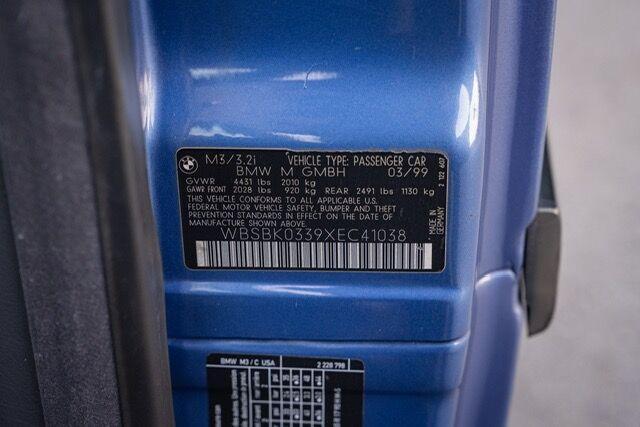 M3/3.2i VEHICLE TYPE: PASSENGER CAR
BMW M GMBH 03/99
GVWR 4431 lbs 2010 kg
GAWR FRONT 2028 lbs 920 kg REAR 2491 lbs 1130 kg
THIS VEHICLE CONFORMS TO ALL APPLICABLE
FEDERAL MOTOR VEHICLE SAFETY, BUMPER AND THEFT
PREVENTION STANDARDS IN EFFECT ON THE DATE OF
MANUFACTURE SHOWN ABOVE.
WBSBK0339XEC41038
2 122 607
MADE IN
GERMANY
BMW M3/C USA 2 228 798